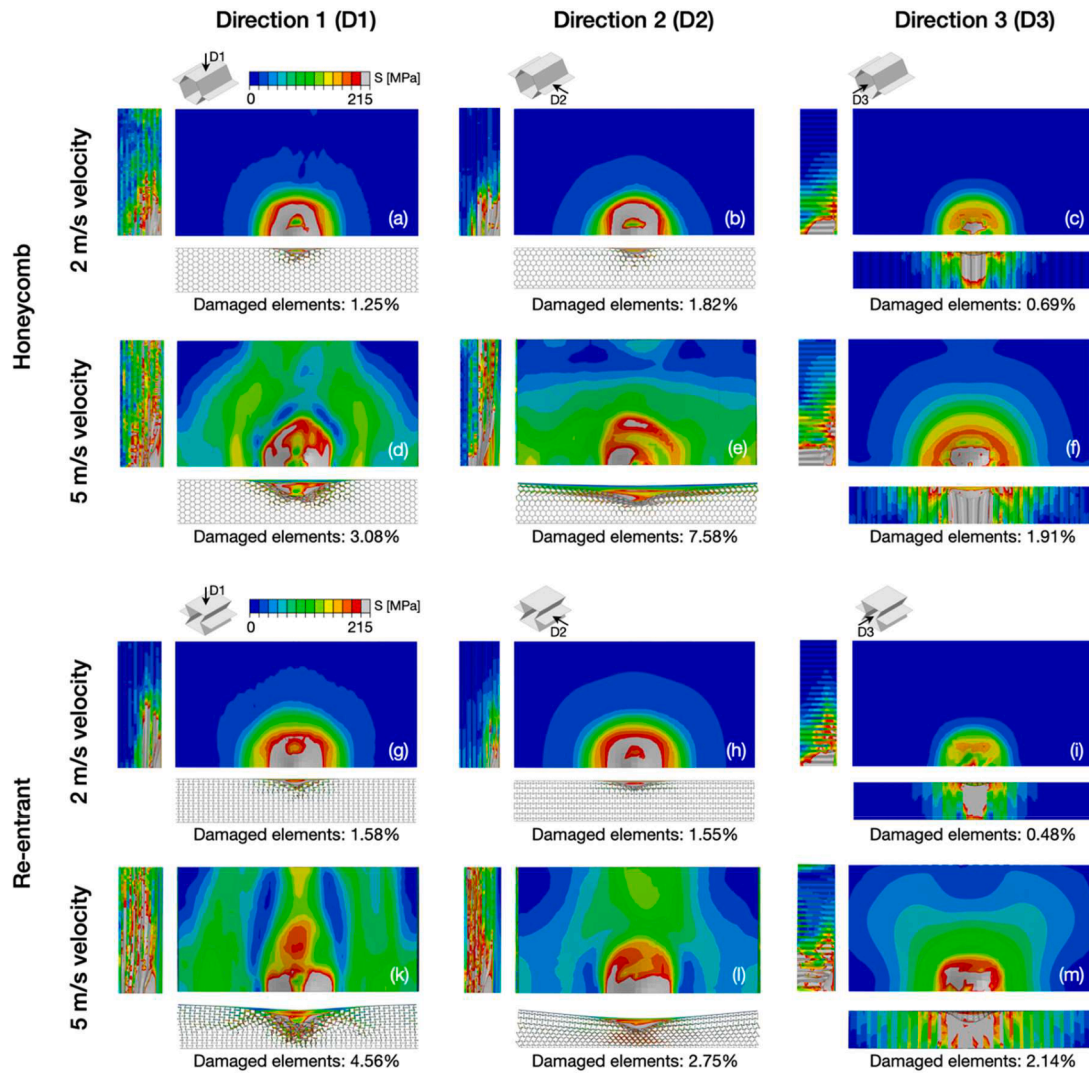 Direction 1 (D1)
Direction 2 (D2)
Direction 3 (D3)
Honeycomb
2 m/s velocity
D1
S [MPa]
0
215
D2
D3
(a)
(b)
(c)
Damaged elements: 1.25%
Damaged elements: 1.82%
Damaged elements: 0.69%
5 m/s velocity
(d)
(e)
(f)
Damaged elements: 3.08%
Damaged elements: 7.58%
Damaged elements: 1.91%
Re-entrant
2 m/s velocity
D1
S [MPa]
0
215
D2
D3
(g)
(h)
(i)
Damaged elements: 1.58%
Damaged elements: 1.55%
Damaged elements: 0.48%
5 m/s velocity
(k)
(l)
(m)
Damaged elements: 4.56%
Damaged elements: 2.75%
Damaged elements: 2.14%